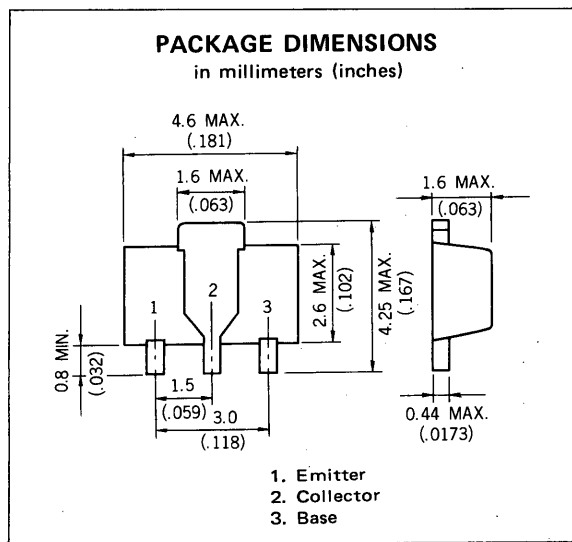 PACKAGE DIMENSIONS
in millimeters (inches)
4.6 MAX.
(.181)
1.6 MAX.
(.063)
1.6 MAX.
(.063)
1
2
3
2.6 MAX.
(.102)
4.25 MAX.
(.167)
0.8 MIN.
(.032)
1.5
(.059)
3.0
(.118)
0.44 MAX.
(.0173)
1. Emitter
2. Collector
3. Base